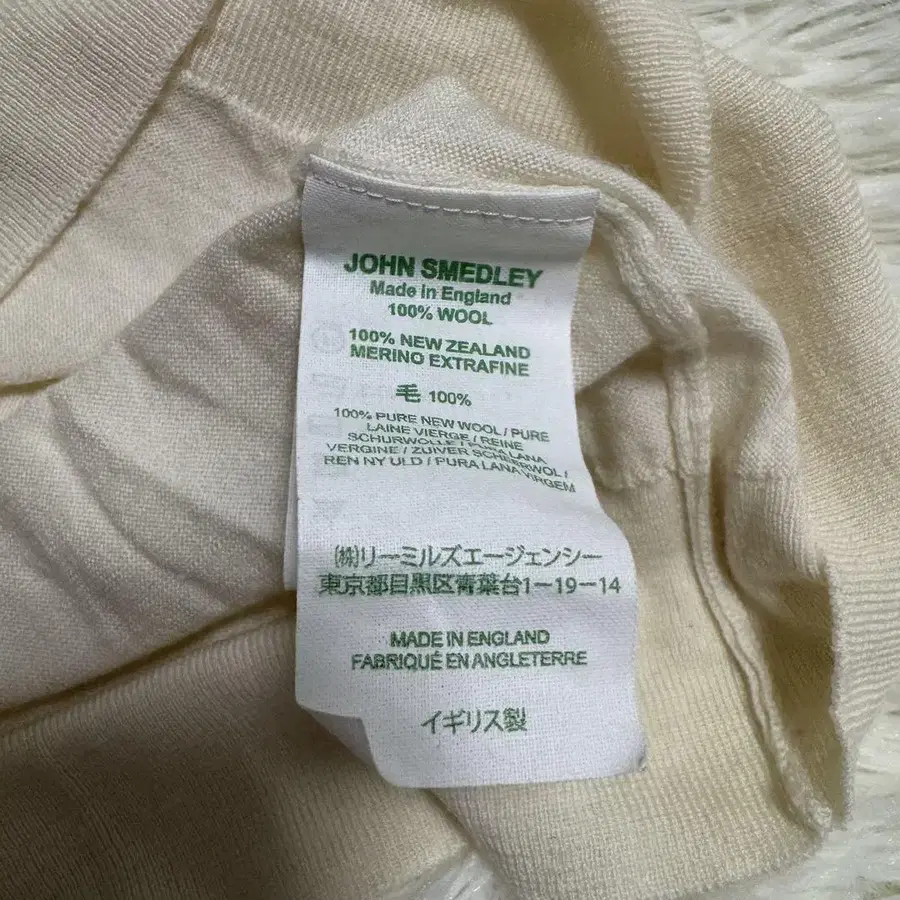 JOHN SMEDLEY
Made in England
100% WOOL
100% NEW ZEALAND
MERINO EXTRAFINE
毛 100%
100% PURE NEW WOOL / PURE
LAINE VIERGE / REINE
SCHURWOLLE / PURA LANA
VERGINE / ZUIVER SCHEERWOL /
REN NY ULD / PURA LANA VIRGEM
㈱リーミルズエージェンシー
東京都目黒区青葉台1-19-14
MADE IN ENGLAND
FABRIQUÉ EN ANGLETERRE
イギリス製